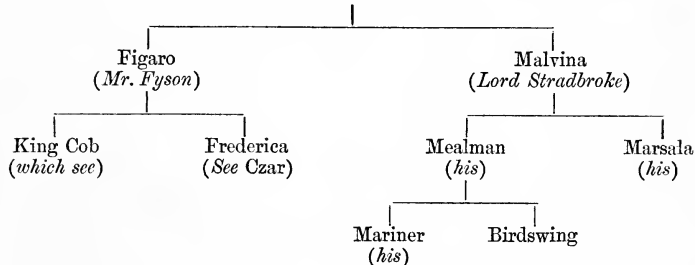 Figaro Malvina
(Mr. Fyson) (Lord Stradbroke)
King Cob Frederica Mealman Marsala
(which see) (See Czar) (his) (his)
Mariner Birdswing
(his)